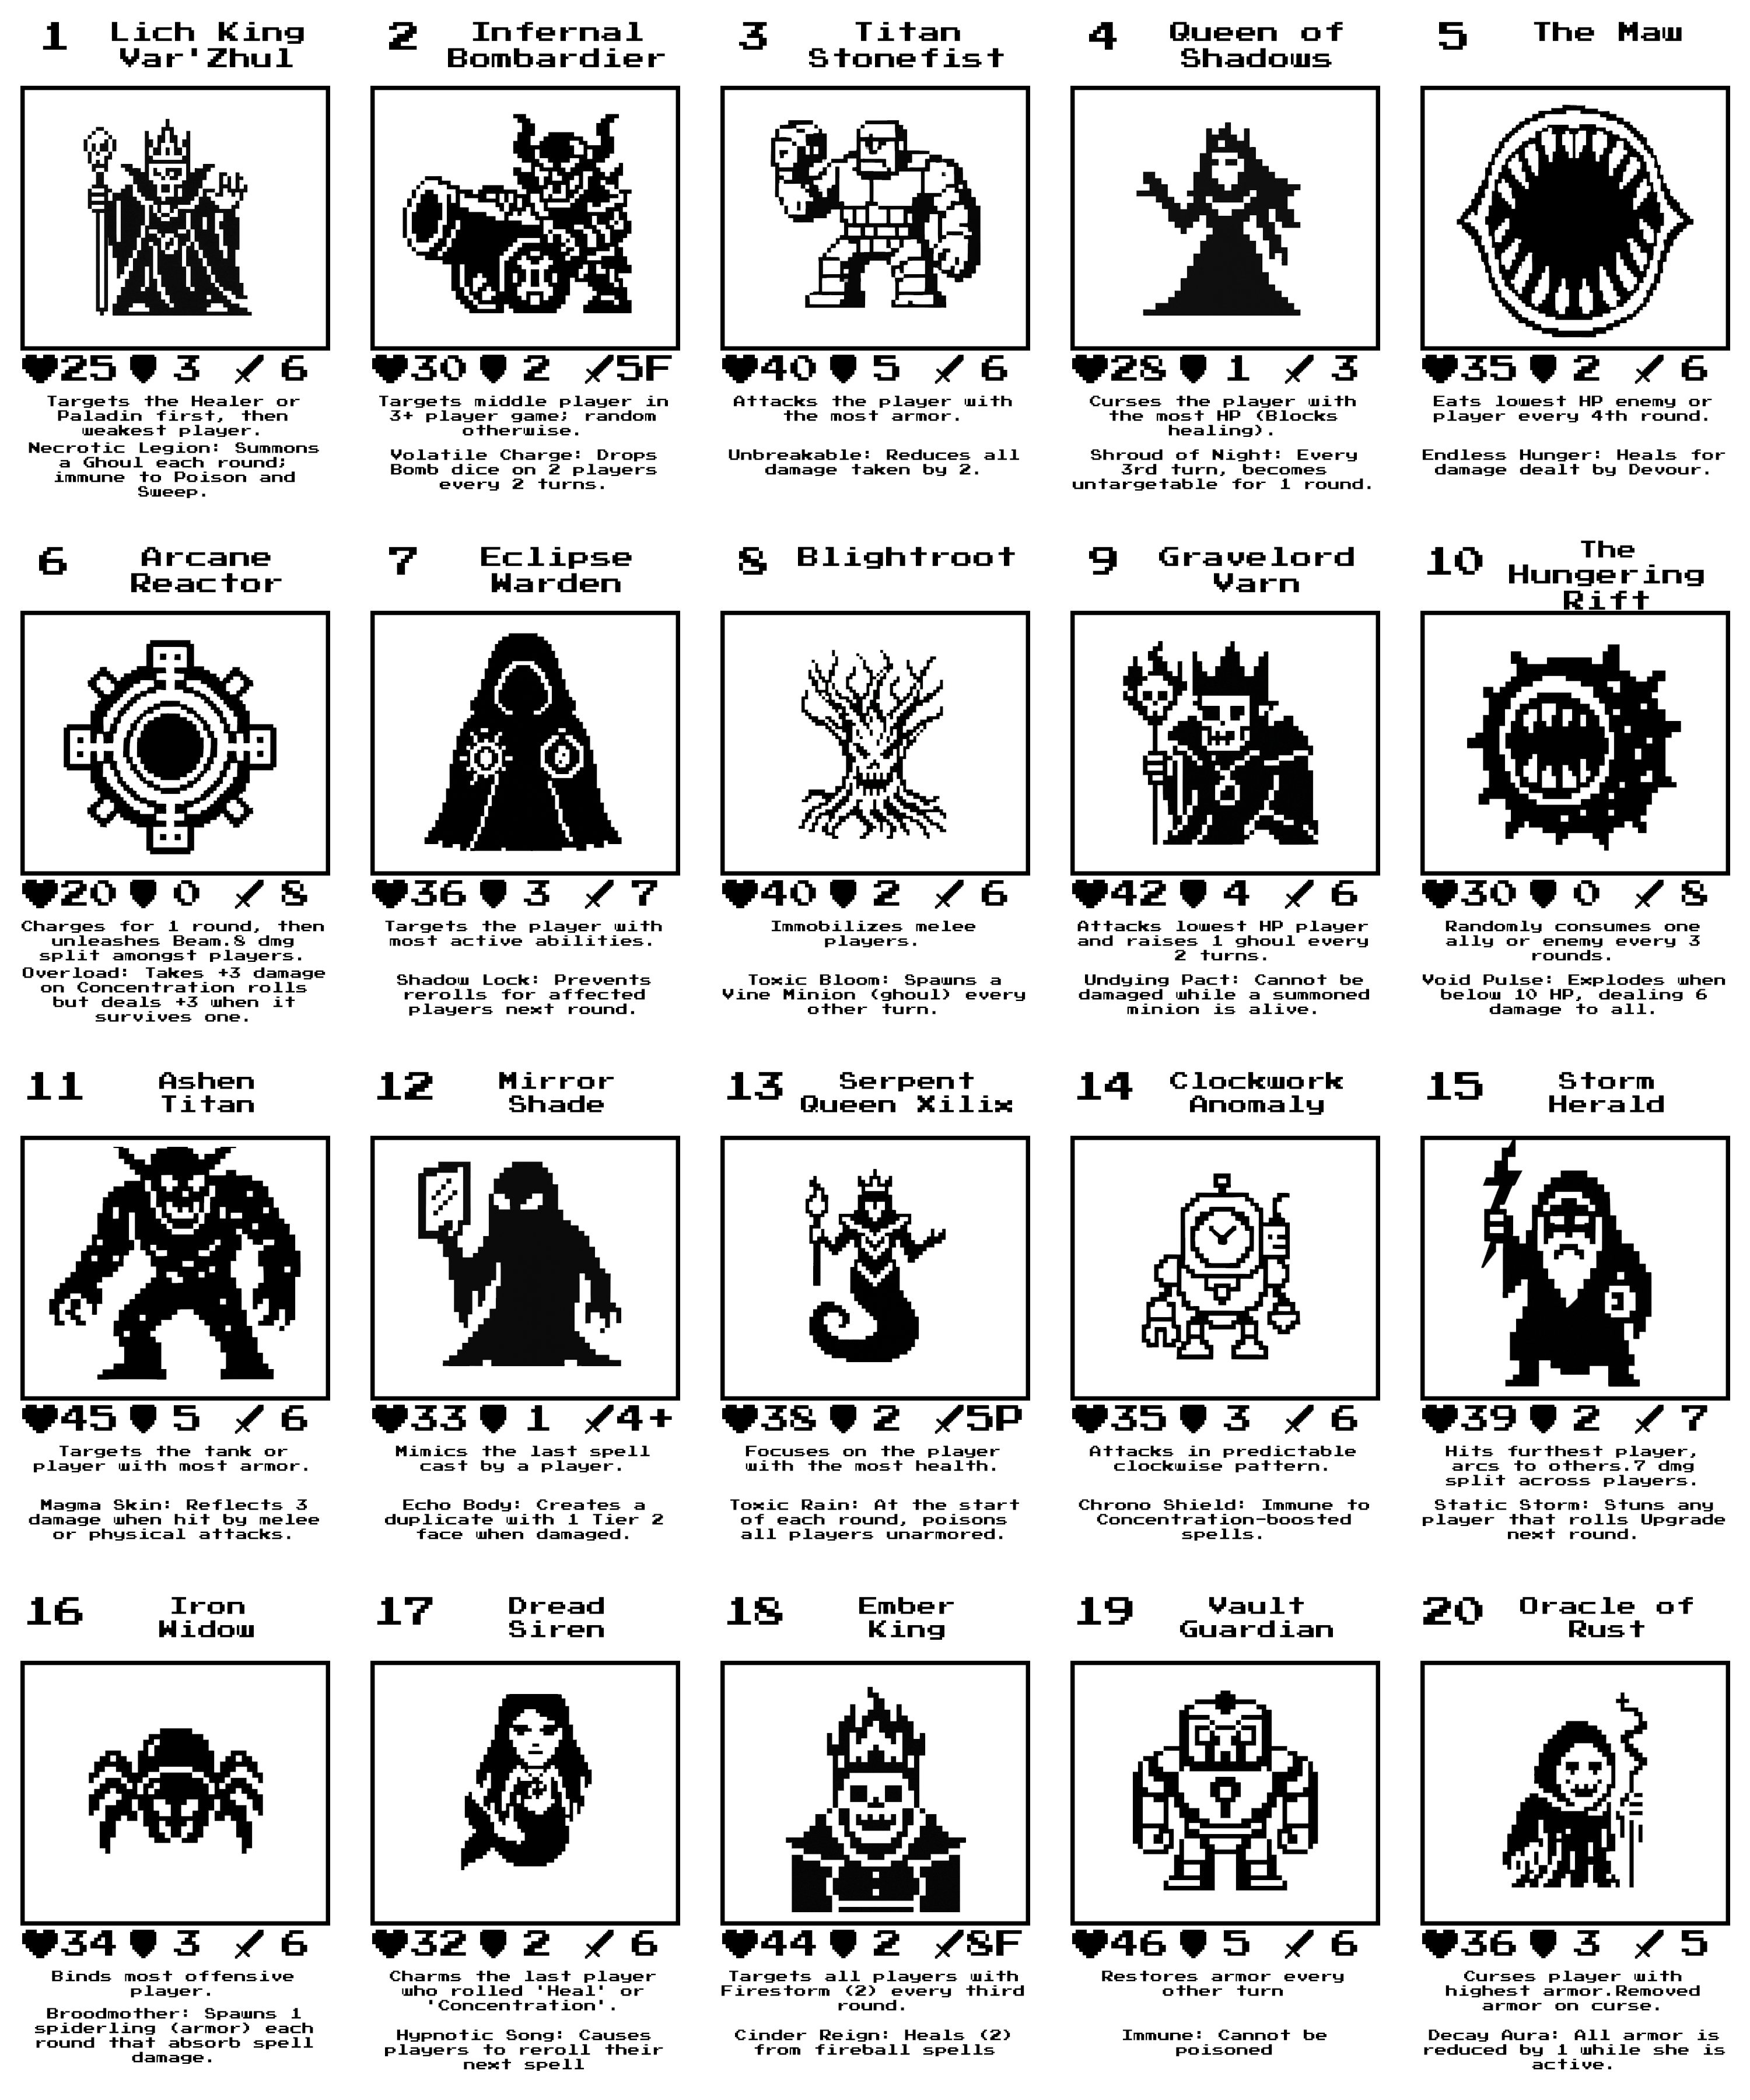 1
Lich King
Var'Zhul
25 3 6
Targets the Healer or
Paladin first, then
weakest player.
Necrotic Legion: Summons
a Ghoul each round;
immune to Poison and
Sweep.
2
Infernal
Bombardier
30 2 5F
Targets middle player in
3+ player game; random
otherwise.
Volatile Charge: Drops
Bomb dice on 2 players
every 2 turns.
3
Titan
Stonefist
40 5 6
Attacks the player with
the most armor.
Unbreakable: Reduces all
damage taken by 2.
4
Queen of
Shadows
28 1 3
Curses the player with
the most HP (Blocks
healing).
Shroud of Night: Every
3rd turn, becomes
untargetable for 1 round.
5
The Maw
35 2 6
Eats lowest HP enemy or
player every 4th round.
Endless Hunger: Heals for
damage dealt by Devour.
6
Arcane
Reactor
20 0 8
Charges for 1 round, then
unleashes Beam.8 dmg
split amongst players.
Overload: Takes +3 damage
on Concentration rolls
but deals +3 when it
survives one.
7
Eclipse
Warden
36 3 7
Targets the player with
most active abilities.
Shadow Lock: Prevents
rerolls for affected
players next round.
8
Blightroot
40 2 6
Immobilizes melee
players.
Toxic Bloom: Spawns a
Vine Minion (ghoul) every
other turn.
9
Gravelord
Varn
42 4 6
Attacks lowest HP player
and raises 1 ghoul every
2 turns.
Undying Pact: Cannot be
damaged while a summoned
minion is alive.
10
The
Hungering
Rift
30 0 8
Randomly consumes one
ally or enemy every 3
rounds.
Void Pulse: Explodes when
below 10 HP, dealing 6
damage to all.
11
Ashen
Titan
45 5 6
Targets the tank or
player with most armor.
Magma Skin: Reflects 3
damage when hit by melee
or physical attacks.
12
Mirror
Shade
33 1 4+
Mimics the last spell
cast by a player.
Echo Body: Creates a
duplicate with 1 Tier 2
face when damaged.
13
Serpent
Queen Xilix
38 2 5P
Focuses on the player
with the most health.
Toxic Rain: At the start
of each round, poisons
all players unarmored.
14
Clockwork
Anomaly
35 3 6
Attacks in predictable
clockwise pattern.
Chrono Shield: Immune to
Concentration-boosted
spells.
15
Storm
Herald
39 2 7
Hits furthest player,
arcs to others.7 dmg
split across players.
Static Storm: Stuns any
player that rolls Upgrade
next round.
16
Iron
Widow
34 3 6
Binds most offensive
player.
Broodmother: Spawns 1
spiderling (armor) each
round that absorb spell
damage.
17
Dread
Siren
32 2 6
Charms the last player
who rolled 'Heal' or
'Concentration'.
Hypnotic Song: Causes
players to reroll their
next spell
18
Ember
King
44 2 8F
Targets all players with
Firestorm (2) every third
round.
Cinder Reign: Heals (2)
from fireball spells
19
Vault
Guardian
46 5 6
Restores armor every
other turn
Immune: Cannot be
poisoned
20
Oracle of
Rust
36 3 5
Curses player with
highest armor.Removed
armor on curse.
Decay Aura: All armor is
reduced by 1 while she is
active.